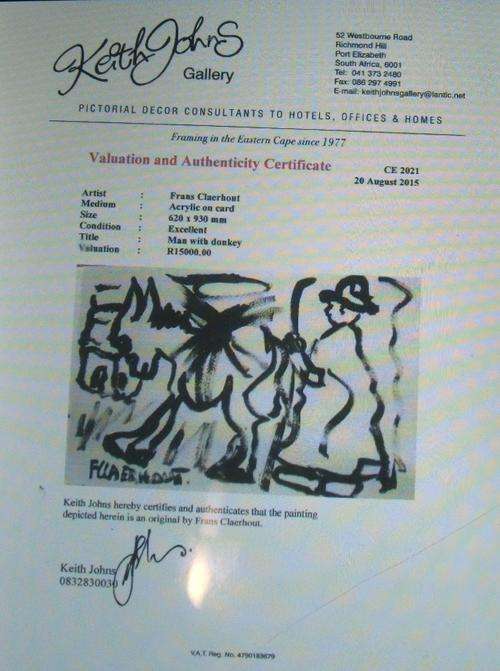 Keith Johns
Gallery
52 Westbourne Road
Richmond Hill
Port Elizabeth
South Africa, 6001
Tel: 041 373 2480
Fax: 086 297 4991
E-mail: keithjohnsgallery@lantic.net
PICTORIAL DECOR CONSULTANTS TO HOTELS, OFFICES & HOMES
Framing in the Eastern Cape since 1977
Valuation and Authenticity Certificate
CE 2021
20 August 2015
Artist : Frans Claerhout
Medium : Acrylic on card
Size : 620 x 930 mm
Condition : Excellent
Title : Man with donkey
Valuation : R15000,00
F.CLAERHOUT.
Keith Johns hereby certifies and authenticates that the painting
depicted herein is an original by Frans Claerhout.
Keith Johns
0832830030
V.A.T. Reg. No. 4790183679